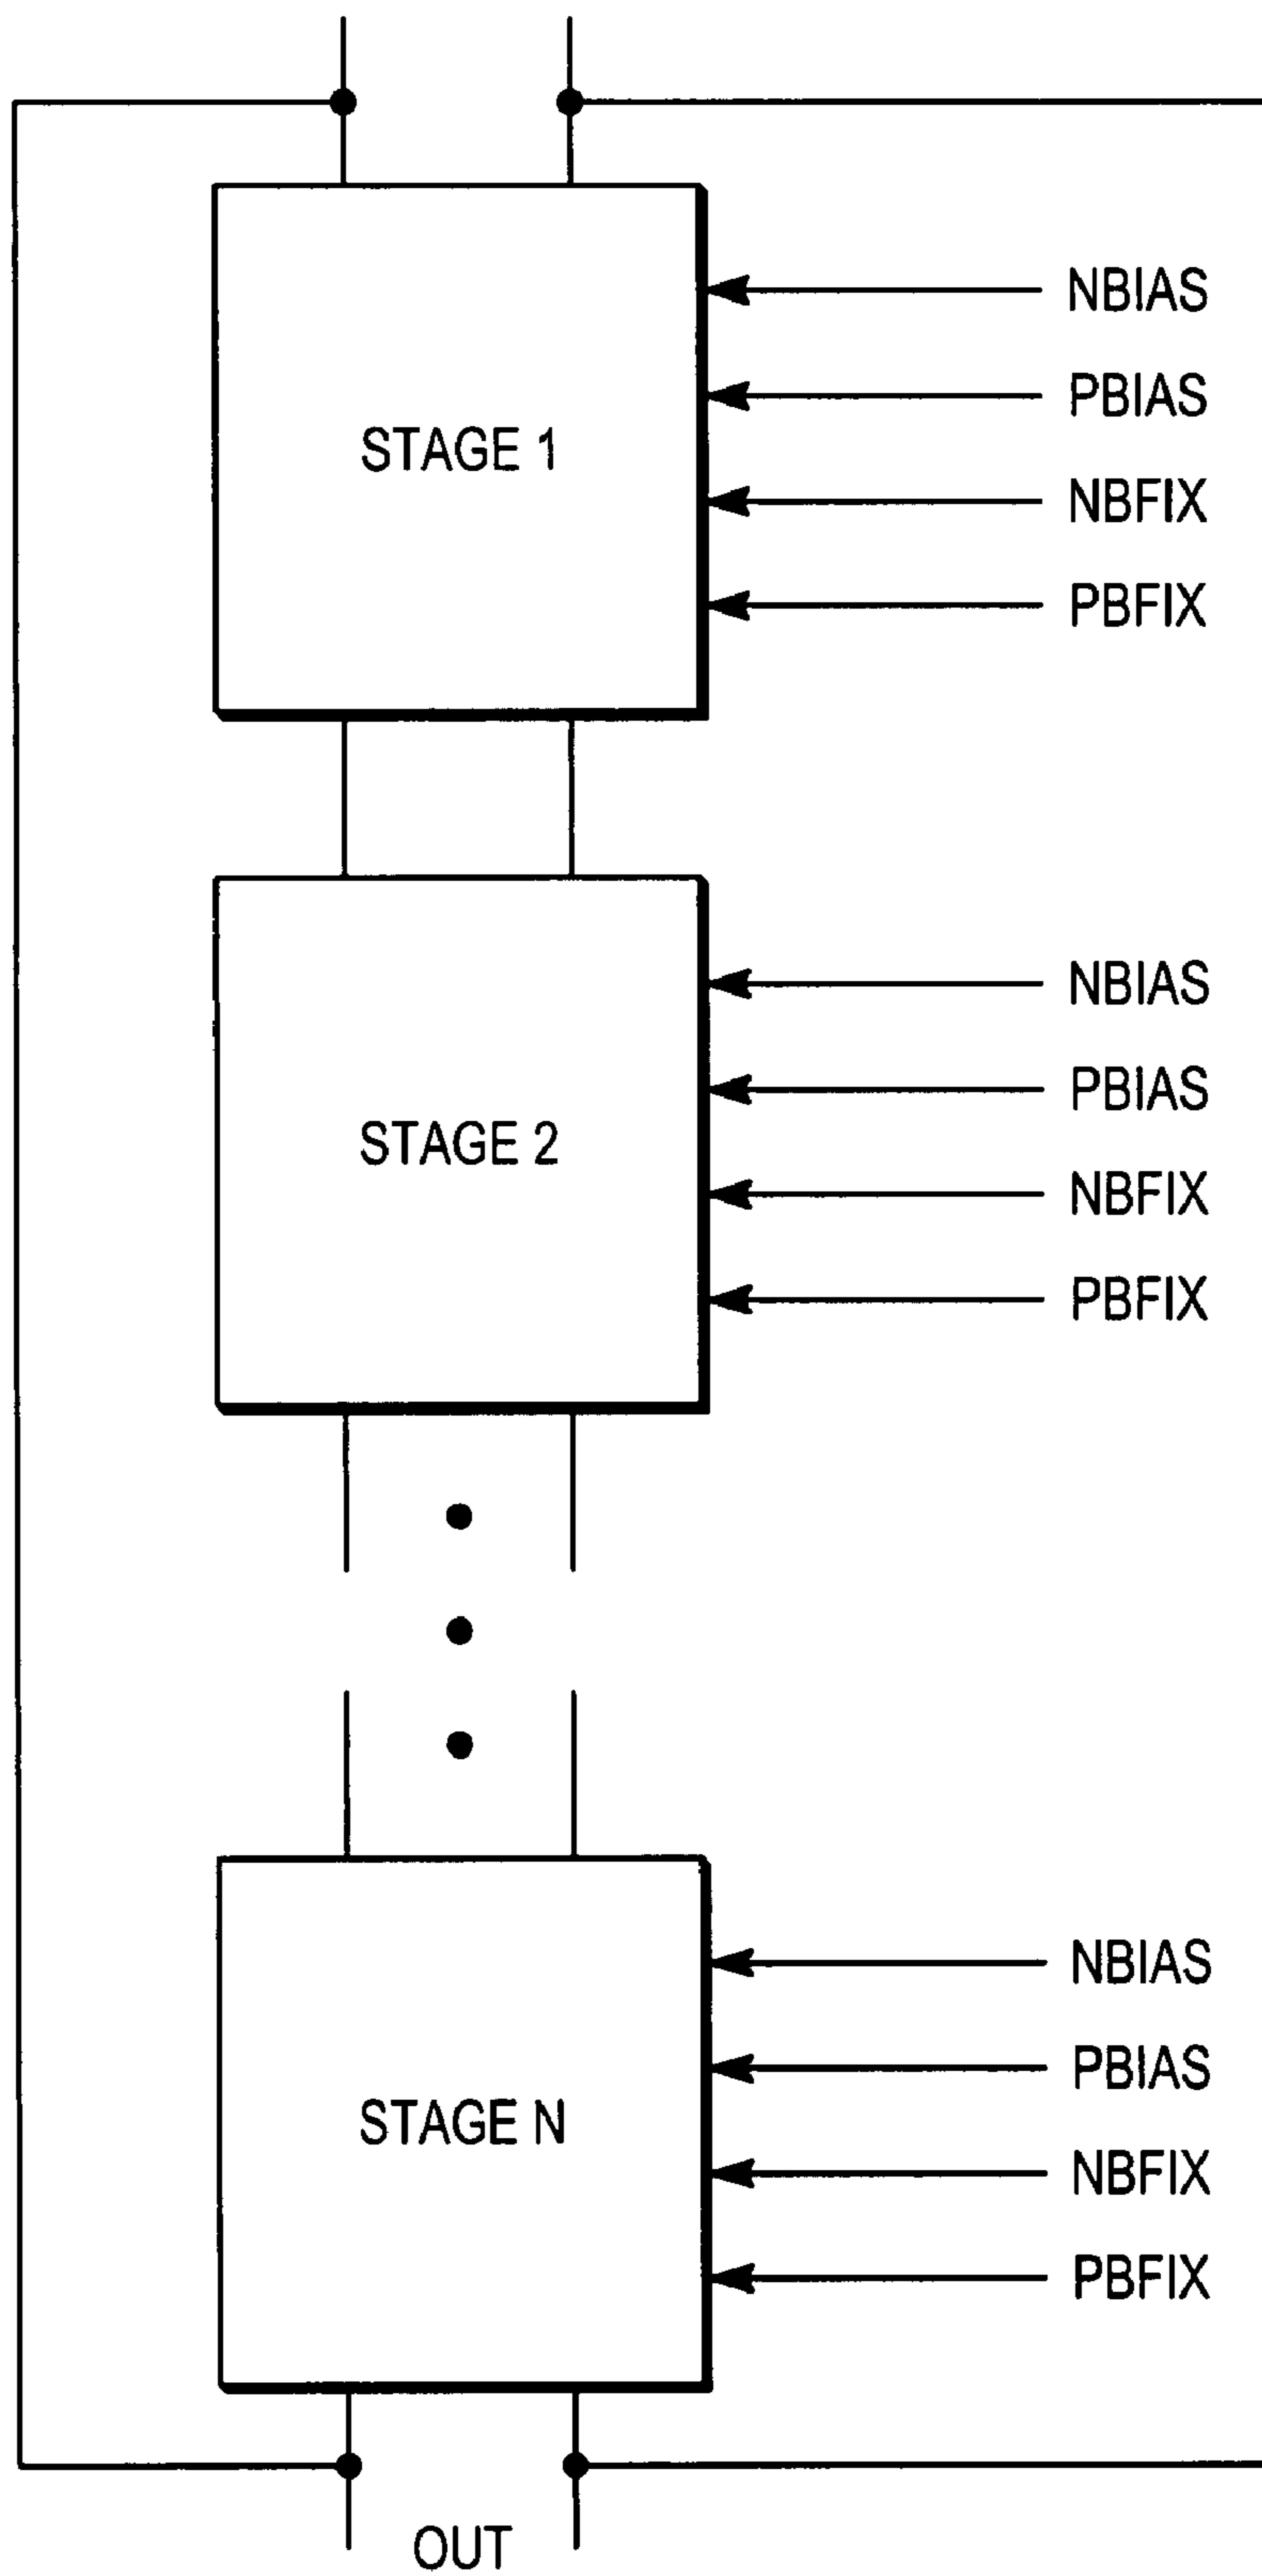 NBIAS
PBIAS
STAGE 1
NBFIX
PBFIX
NBIAS
PBIAS
STAGE 2
NBFIX
PBFIX
NBIAS
PBIAS
STAGE N
NBFIX
PBFIX
OUT